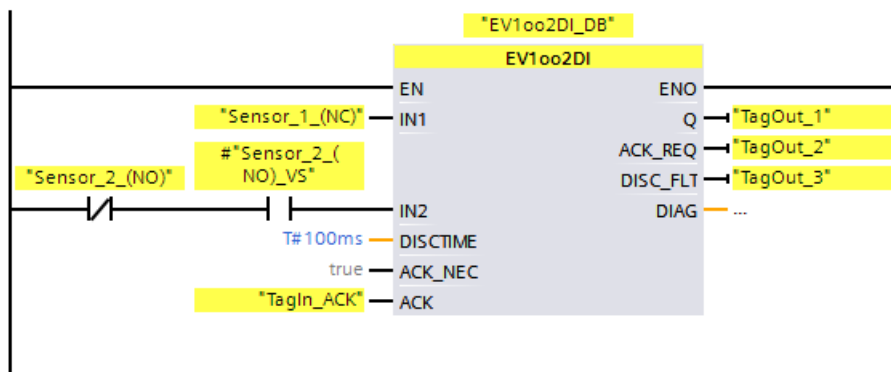 "EV1oo2DI_DB"
EV1oo2DI
EN ENO
"Sensor_1_(NC)" IN1 Q "TagOut_1"
#"Sensor_2_(
NO)_VS"
ACK_REQ "TagOut_2"
"Sensor_2_(NO)" DISC_FLT "TagOut_3"
IN2 DIAG ...
T#100ms DISCTIME
true ACK_NEC
"TagIn_ACK" ACK